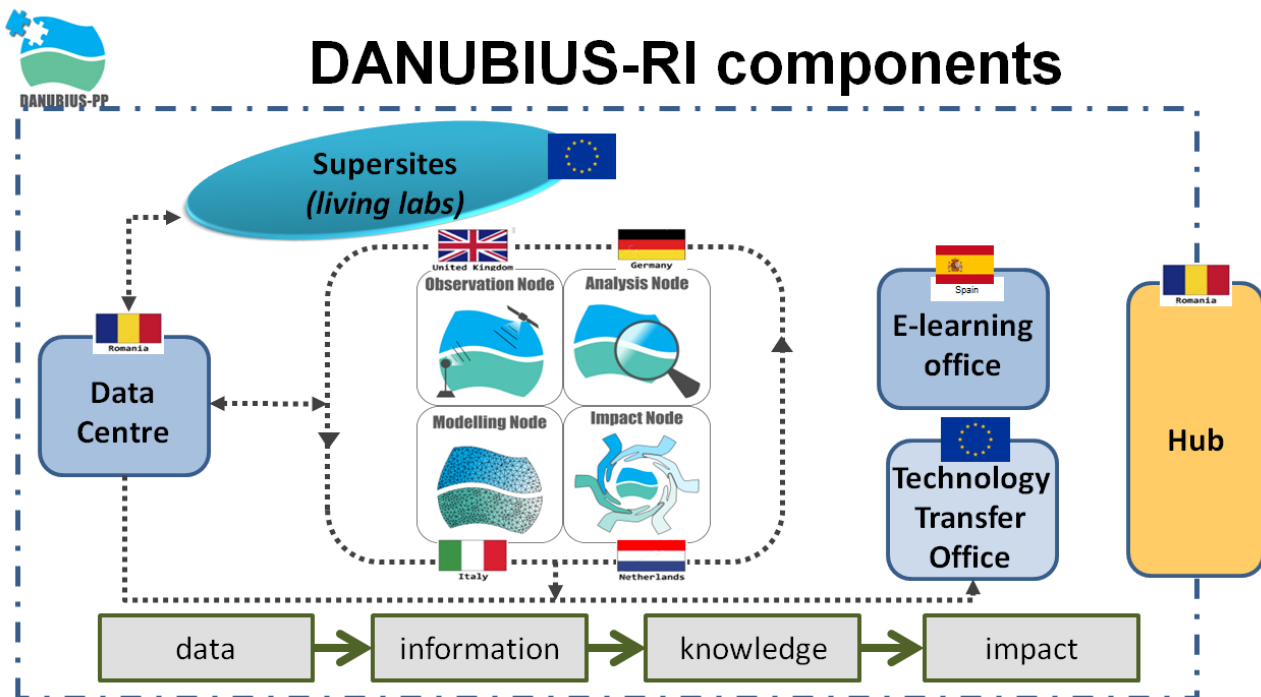 DANUBIUS-PP
DANUBIUS-RI components
Supersites
(living labs)
United Kingdom
Germany
Observation Node
Analysis Node
Spain
E-learning
office
Romania
Romania
Data
Centre
Modelling Node
Impact Node
Hub
Technology
Transfer
Office
Italy
Netherlands
data
information
knowledge
impact